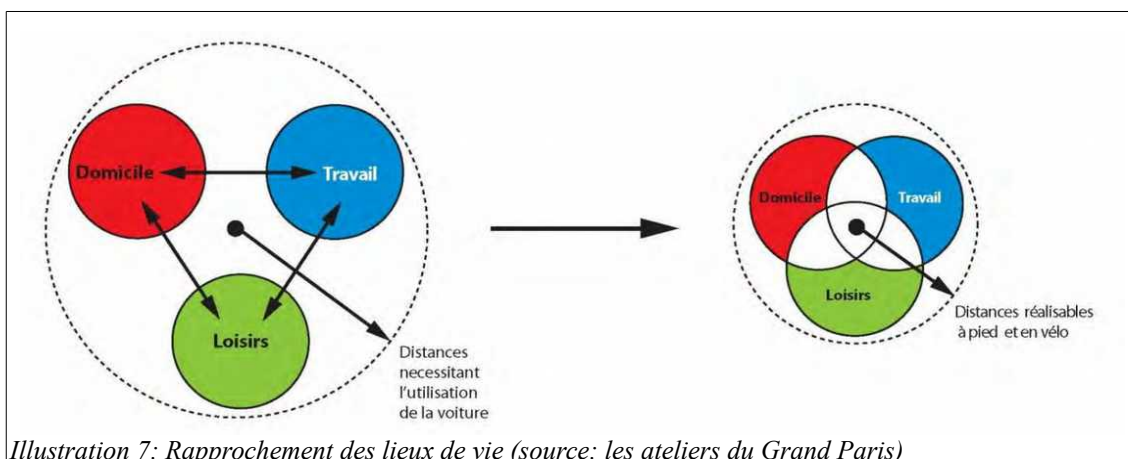 Domicile
Travail
Loisirs
Distances
necessitant
l'utilisation
de la voiture
Domicile
Travail
Loisirs
Distances réalisables
à pied et en vélo
Illustration 7: Rapprochement des lieux de vie (source: les ateliers du Grand Paris)